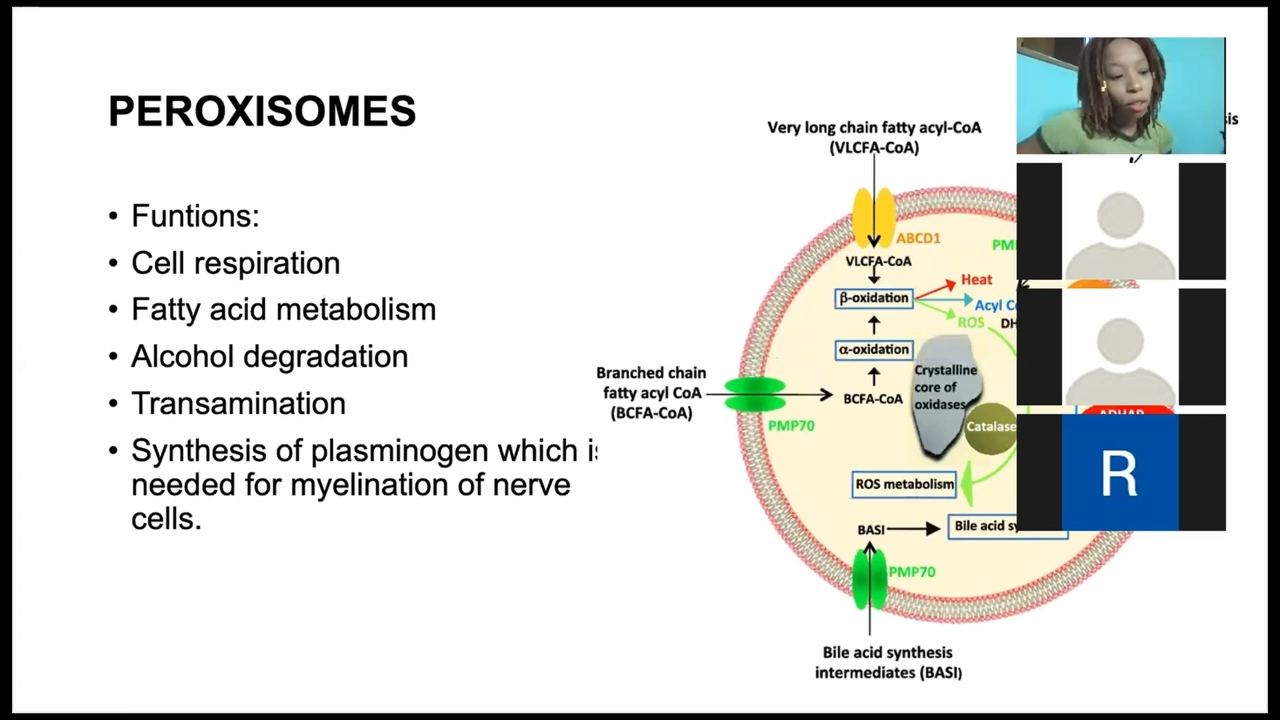 PEROXISOMES
• Funtions:
• Cell respiration
• Fatty acid metabolism
• Alcohol degradation
• Transamination
• Synthesis of plasminogen which
needed for myelination of nerve
cells.
Very long chain fatty acyl-CoA
(VLCFA-CoA)
ABCD1
VLCFA-CoA
β-oxidation
Heat
Acyl
ROS
α-oxidation
BCFA-CoA
Branched chain
fatty acyl CoA
(BCFA-CoA)
PMP70
Crystalline
core of
oxidases
Catalase
ROS metabolism
BASI
Bile acid
PMP70
Bile acid synthesis
intermediates (BASI)
R